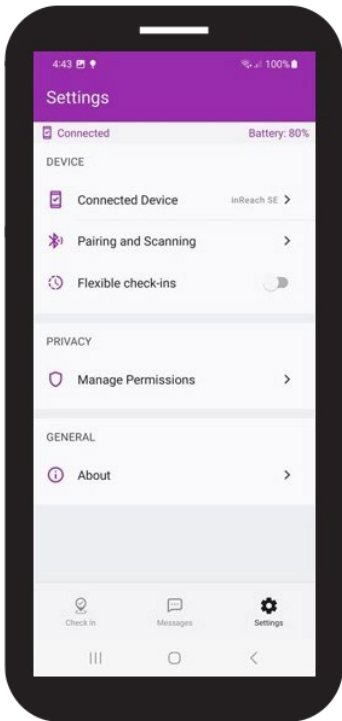 4:43 100%
Settings
Connected Battery: 80%
DEVICE
Connected Device inReach SE
Pairing and Scanning
Flexible check-ins
PRIVACY
Manage Permissions
GENERAL
About
Check In Messages Settings